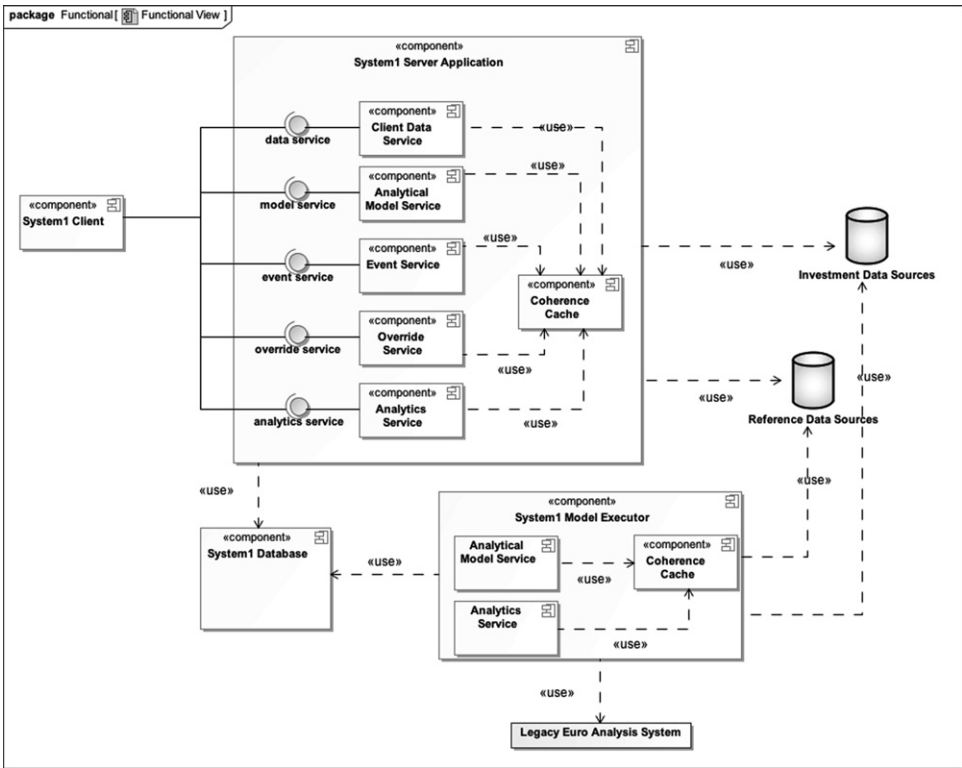 package Functional [ Functional View ]
«component»
System1 Server Application
«component»
Client Data
Service
data service
«use»
«component»
Analytical
Model Service
model service
«use»
«component»
System1 Client
«component»
Event Service
event service
«use»
«component»
Coherence
Cache
«use»
Investment Data Sources
«component»
Override
Service
override service
«use»
«component»
Analytics
Service
analytics service
«use»
«use»
Reference Data Sources
«use»
«use»
«use»
«component»
System1 Database
«use»
«component»
System1 Model Executor
Analytical
Model Service
«use»
«component»
Coherence
Cache
Analytics
Service
«use»
«use»
Legacy Euro Analysis System